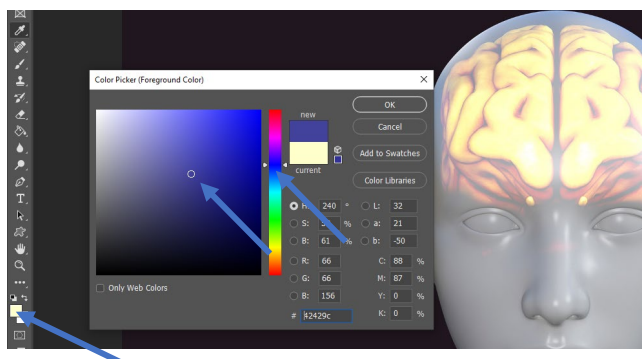 Color Picker (Foreground Color)
new
current
OK
Cancel
Add to Swatches
Color Libraries
H: 240 °
L: 32
S: %
a: 21
B: 61 %
b: -50
R: 66
C: 88 %
G: 66
M: 87 %
B: 156
Y: 0 %
# 42429c
K: 0 %
Only Web Colors
T